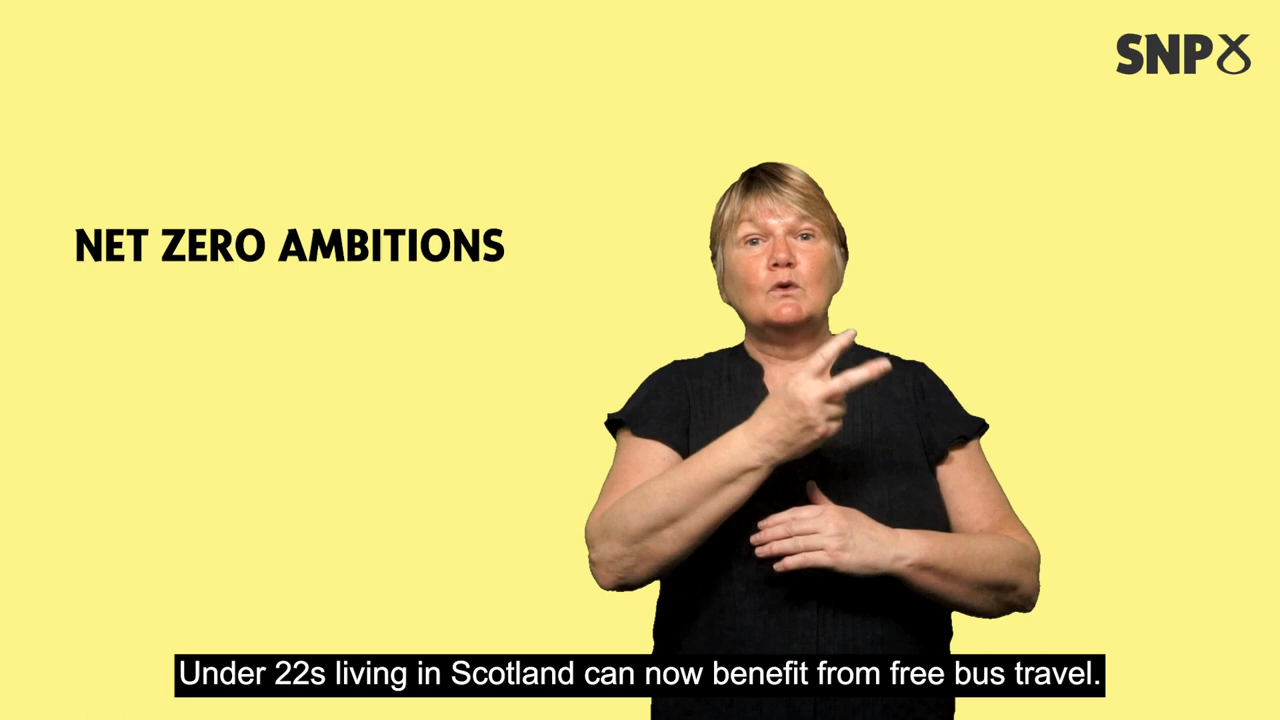 SNP
NET ZERO AMBITIONS
Under 22s living in Scotland can now benefit from free bus travel.